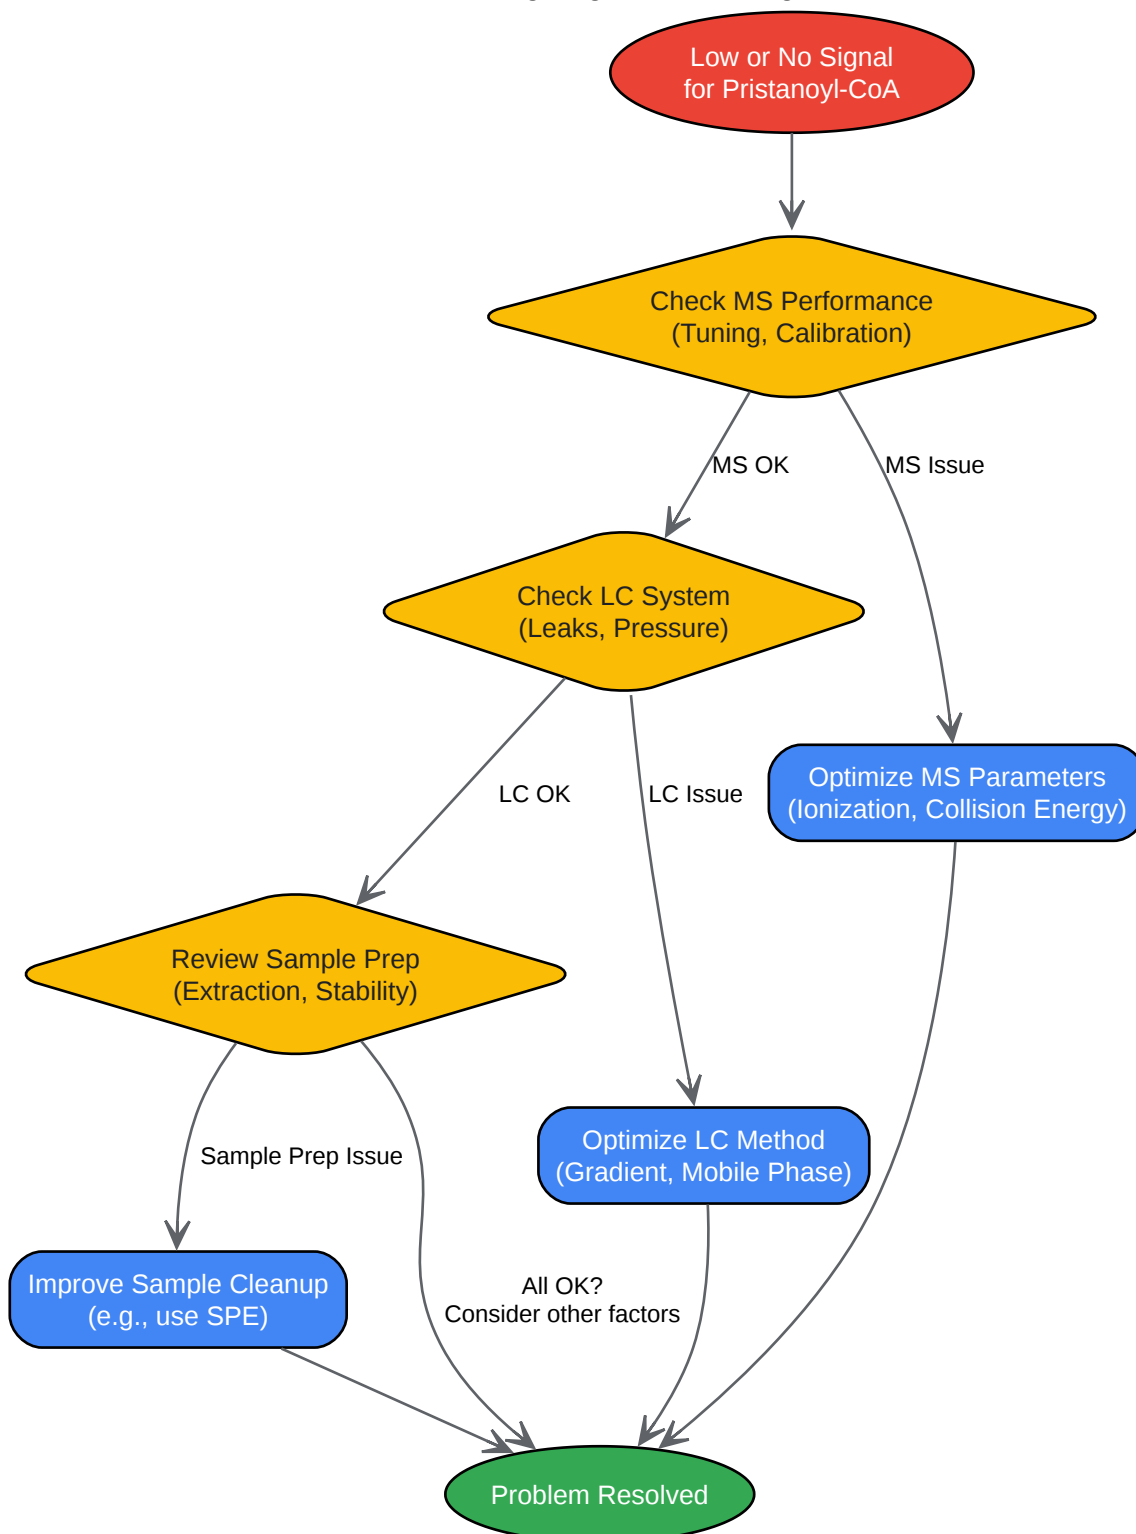 Low or No Signal
for Pristanoyl-CoA
Check MS Performance
(Tuning, Calibration)
MS OK
MS Issue
Check LC System
(Leaks, Pressure)
LC OK
LC Issue
Optimize MS Parameters
(Ionization, Collision Energy)
Review Sample Prep
(Extraction, Stability)
Sample Prep Issue
Optimize LC Method
(Gradient, Mobile Phase)
Improve Sample Cleanup
(e.g., use SPE)
All OK?
Consider other factors
Problem Resolved